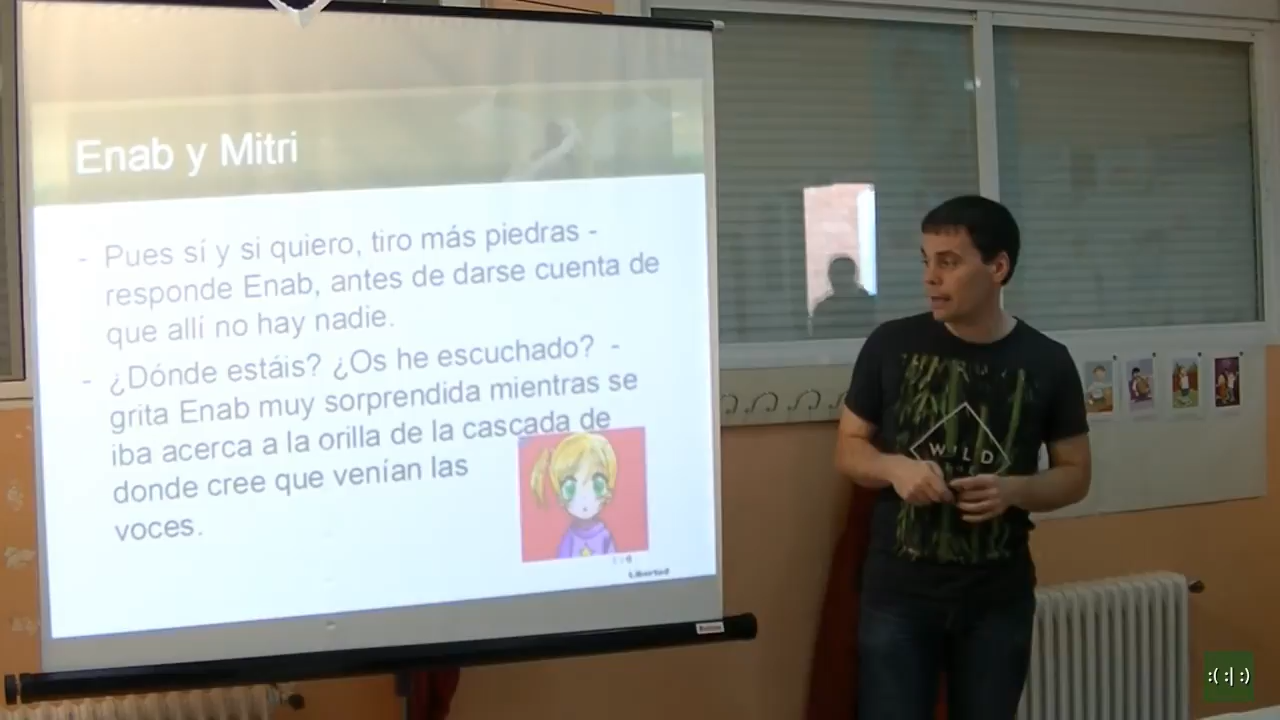 Enab y Mitri
- Pues sí y si quiero, tiro más piedras -
responde Enab, antes de darse cuenta de
que allí no hay nadie.
- ¿Dónde estáis? ¿Os he escuchado? -
grita Enab muy sorprendida mientras se
iba acerca a la orilla de la cascada de
donde cree que venían las
voces.
Libertad
WILD
:( :| :)